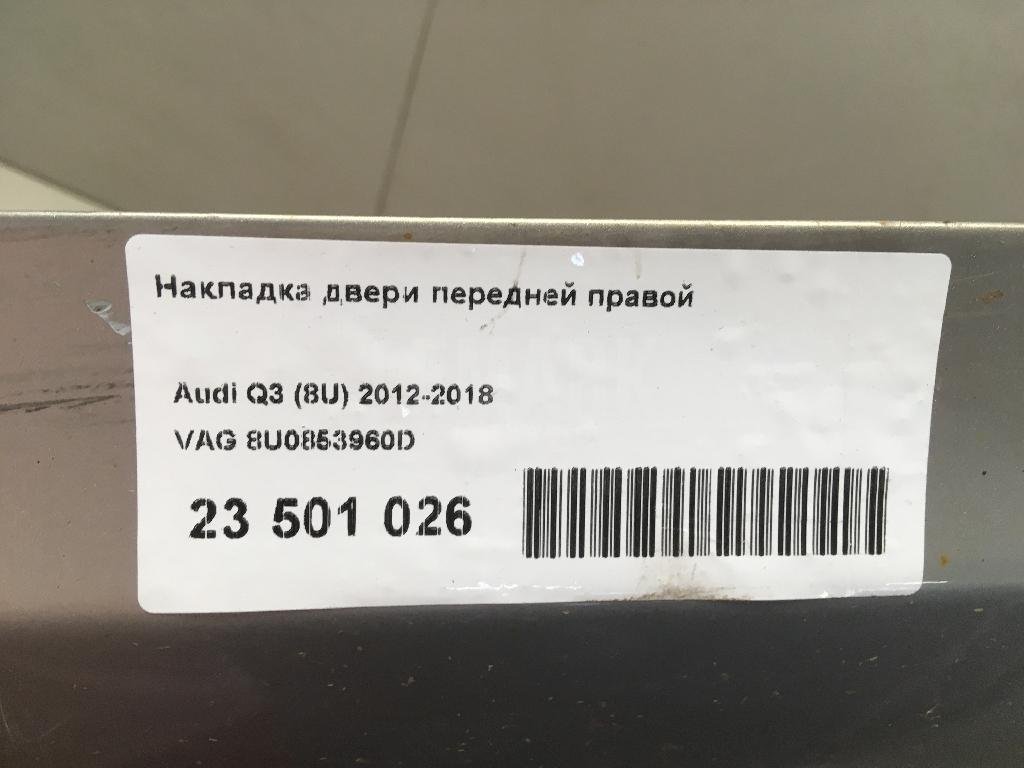 Накладка двери передней правой
Audi Q3 (8U) 2012-2018
VAG 8U0853960D
23 501 026